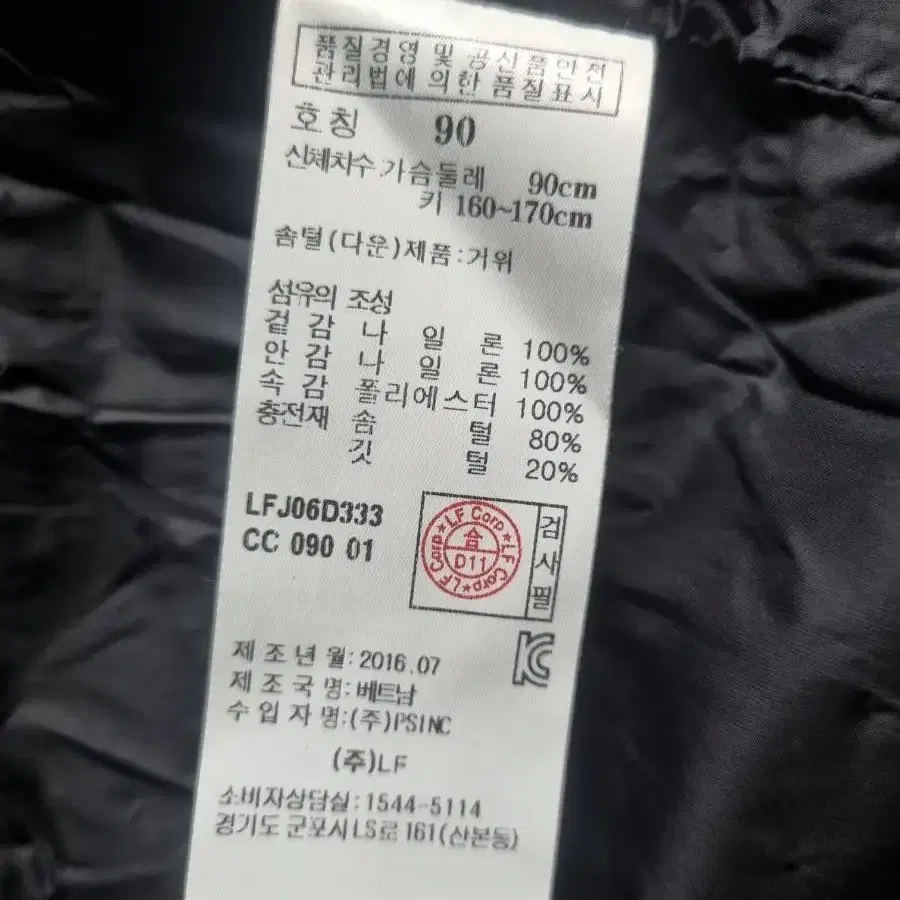 품질경영 및 공산품안전
관리법에 의한 품질표시
호칭 90
신체치수 가슴둘레 90cm
키 160~170cm
솜털(다운)제품:거위
섬유의 조성
겉감 나일론 100%
안감 나일론 100%
속감 폴리에스터 100%
충전재 솜털 80%
깃털 20%
LFJ06D333
CC 090 01
★LF Corp★LF Corp★LF Corp
合
D11
검사필
KC
제조년월:2016.07
제조국명:베트남
수입자명:(주)PSINC
(주)LF
소비자상담실:1544-5114
경기도 군포시 LS로 161(산본동)